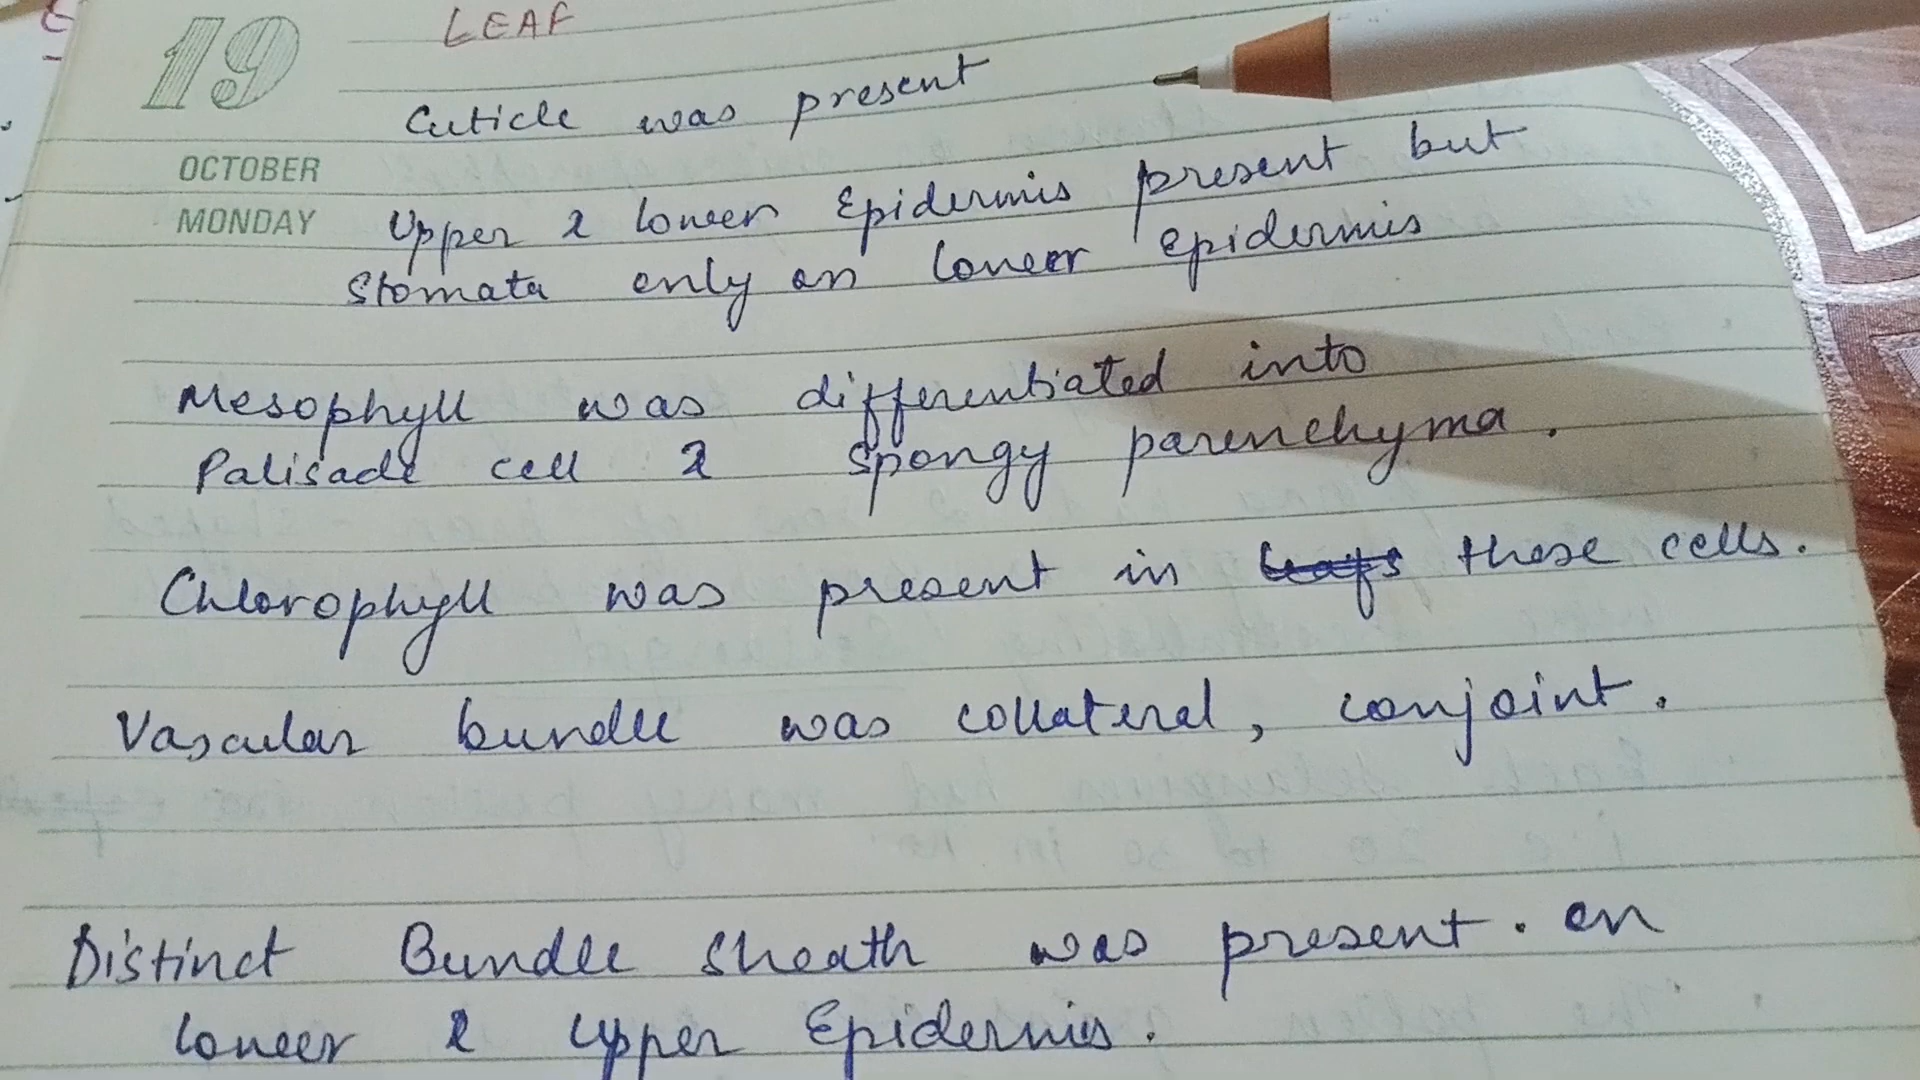 LEAF
19
Cuticle was present
OCTOBER
MONDAY
Upper & lower Epidermis present but
Stomata only on lower epidermis
Mesophyll was differentiated into
Palisade cell & spongy parenchyma.
Chlorophyll was present in leafs these cells.
Vascular bundle was collateral, conjoint.
Distinct Bundle sheath was present. on
lower & upper Epidermis.